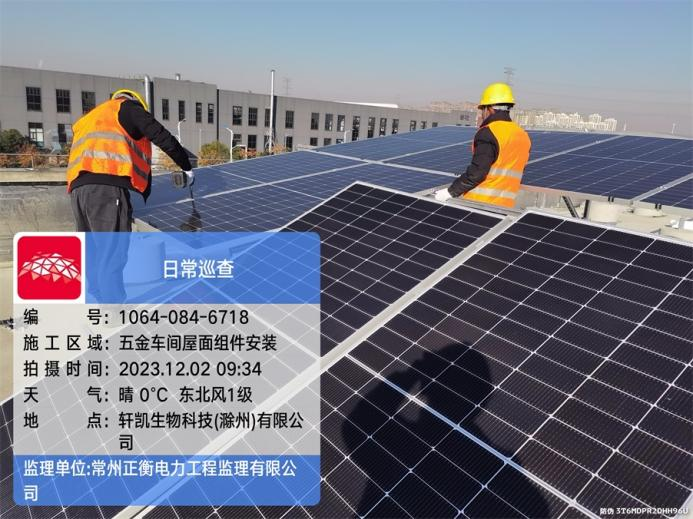 日常巡查
编 号：1064-084-6718
施工区域：五金车间屋面组件安装
拍摄时间：2023.12.02 09:34
天 气：晴 0℃ 东北风1级
地 点：轩凯生物科技(滁州)有限公
司
监理单位:常州正衡电力工程监理有限公
司
防伪 3T6MDPR2DHH96U